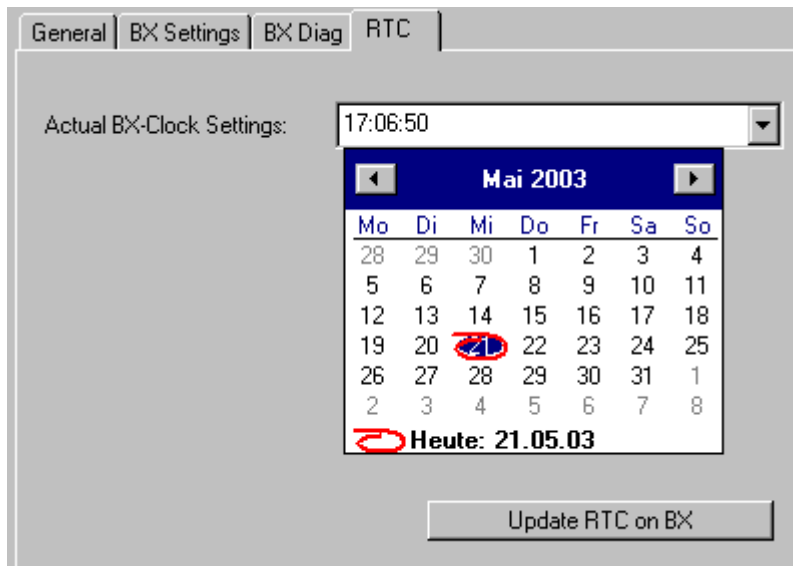 General BX Settings BX Diag RTC
Actual BX-Clock Settings: 17:06:50
Mai 2003
Mo Di Mi Do Fr Sa So
28 29 30 1 2 3 4
5 6 7 8 9 10 11
12 13 14 15 16 17 18
19 20 21 22 23 24 25
26 27 28 29 30 31 1
2 3 4 5 6 7 8
Heute: 21.05.03
Update RTC on BX